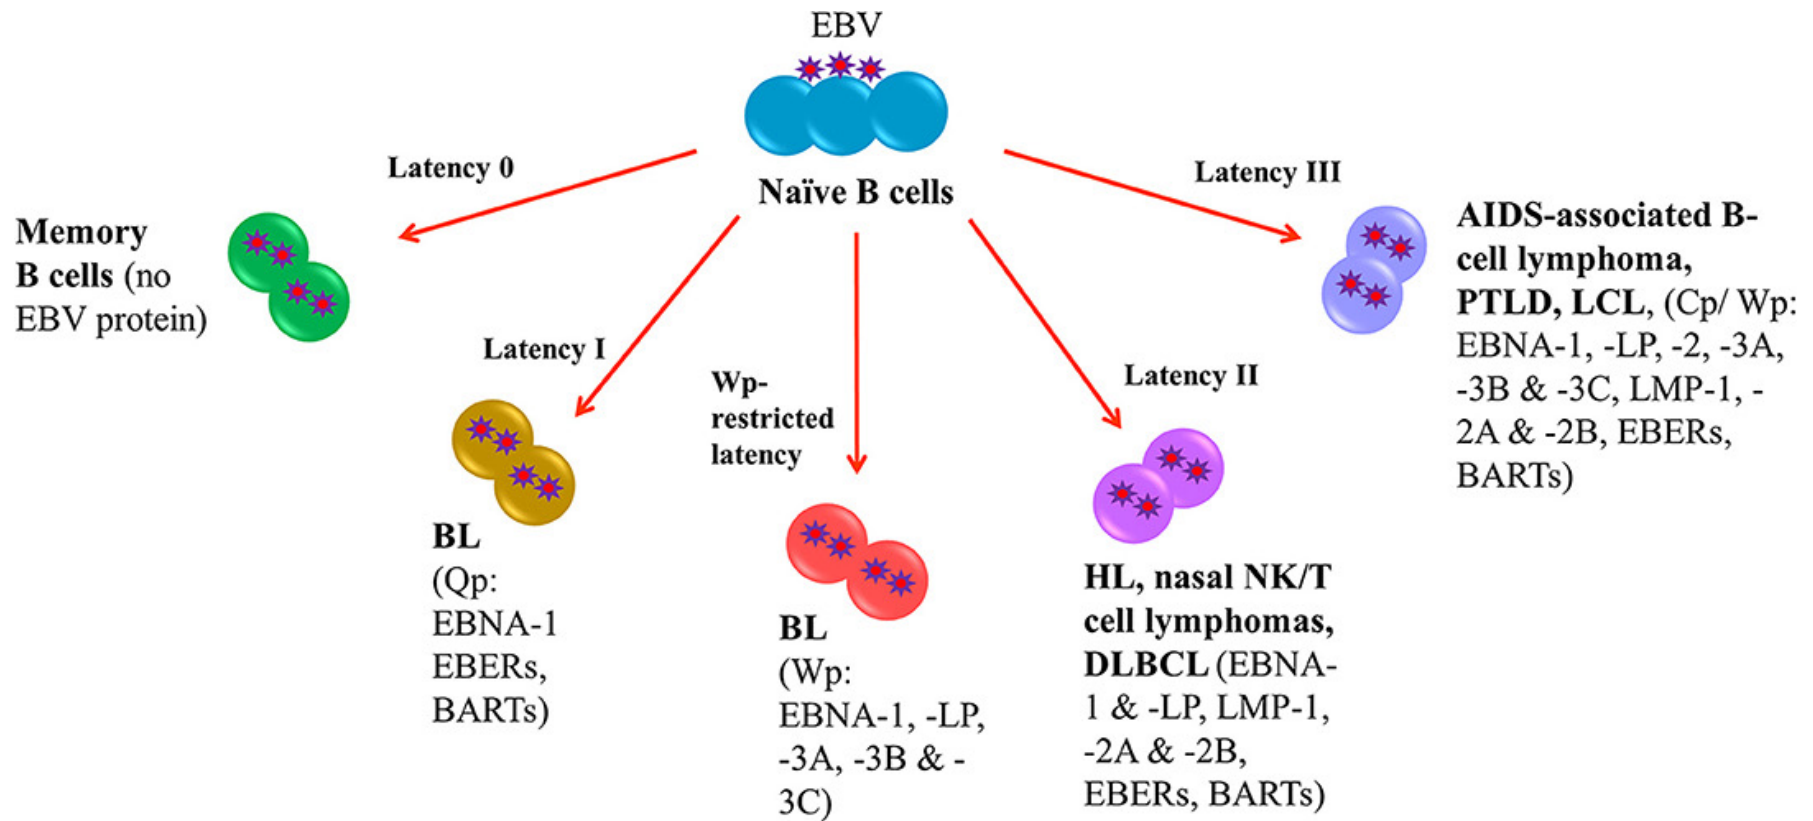 EBV
Naïve B cells
Latency 0
Memory
B cells (no
EBV protein)
Latency I
BL
(Qp:
EBNA-1
EBERs,
BARTs)
Wp-
restricted
latency
BL
(Wp:
EBNA-1, -LP,
-3A, -3B & -
3C)
Latency II
HL, nasal NK/T
cell lymphomas,
DLBCL (EBNA-
1 & -LP, LMP-1,
-2A & -2B,
EBERs, BARTs)
Latency III
AIDS-associated B-
cell lymphoma,
PTLD, LCL, (Cp/ Wp:
EBNA-1, -LP, -2, -3A,
-3B & -3C, LMP-1, -
2A & -2B, EBERs,
BARTs)